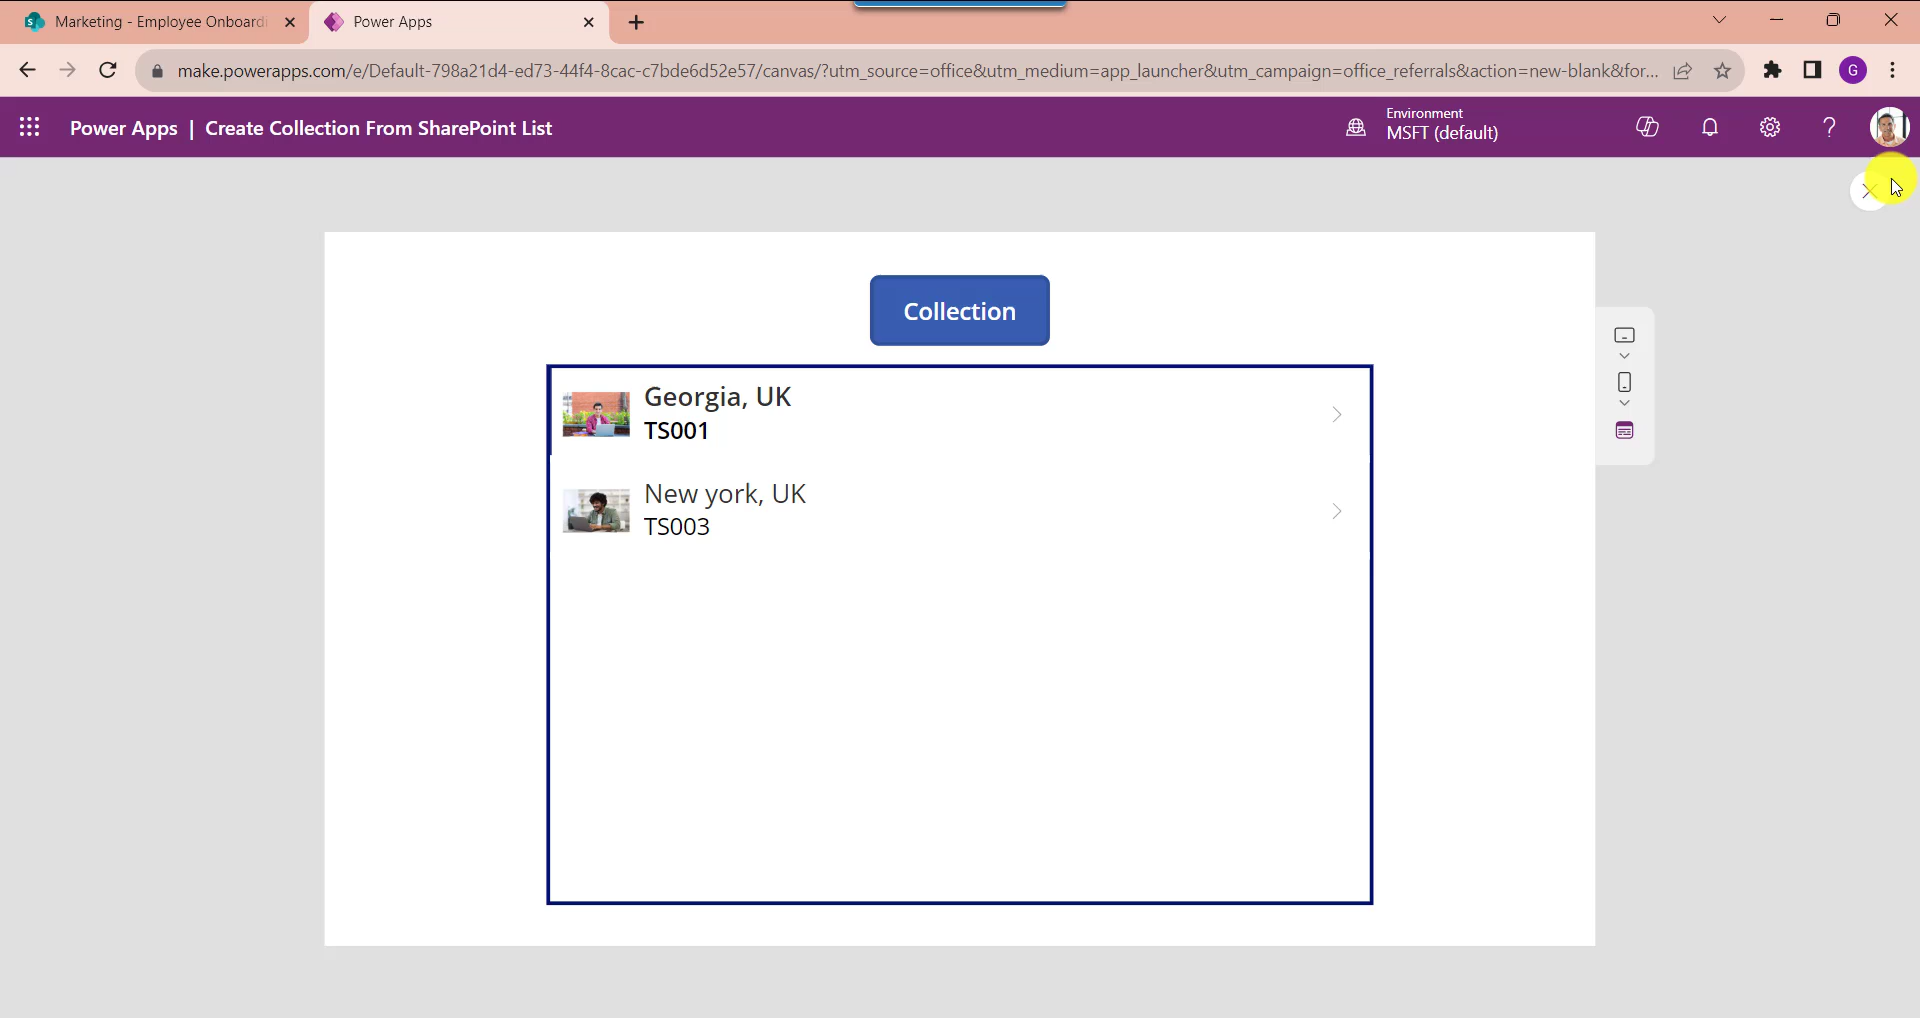 Marketing - Employee Onboardi
Power Apps
make.powerapps.com/e/Default-798a21d4-ed73-44f4-8cac-c7bde6d52e57/canvas/?utm_source=office&utm_medium=app_launcher&utm_campaign=office_referrals&action=new-blank&for...
G
Power Apps | Create Collection From SharePoint List
Environment
MSFT (default)
Collection
Georgia, UK
TS001
New york, UK
TS003